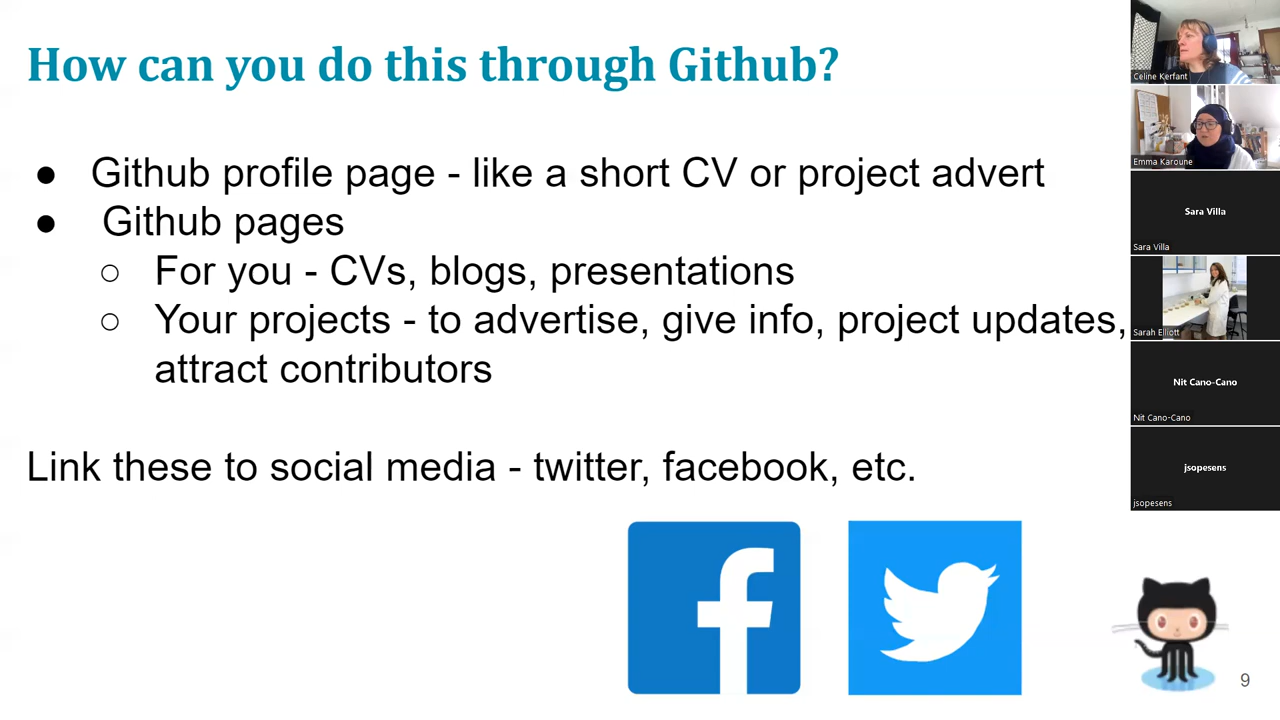 How can you do this through Github?
● Github profile page - like a short CV or project advert
● Github pages
○ For you - CVs, blogs, presentations
○ Your projects - to advertise, give info, project updates,
attract contributors
Link these to social media - twitter, facebook, etc.
9
Celine Kerfant
Emma Karoune
Sara Villa
Sara Villa
Sarah Elliott
Nit Cano-Cano
Nit Cano-Cano
jsopesens
jsopesens